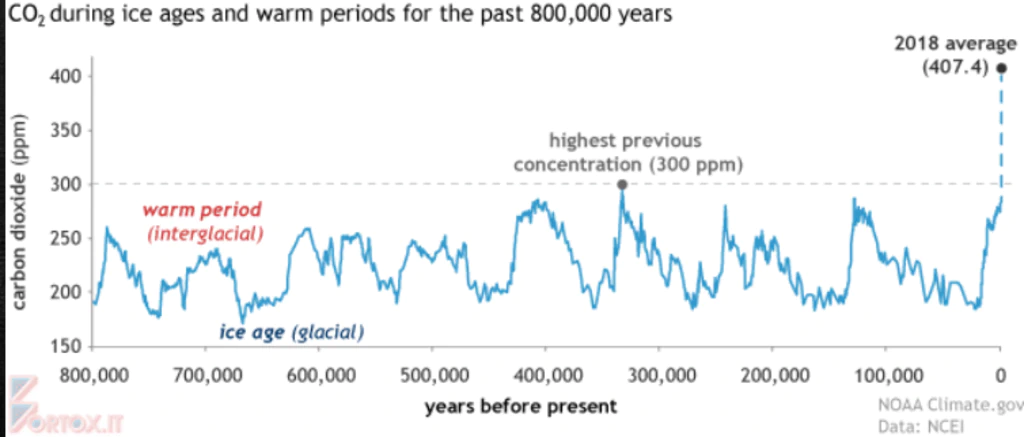 CO₂ during ice ages and warm periods for the past 800,000 years
2018 average
(407.4)
400
350
300
250
200
150
carbon dioxide (ppm)
highest previous
concentration (300 ppm)
warm period
(interglacial)
ice age (glacial)
800,000
700,000
600,000
500,000
400,000
300,000
200,000
100,000
0
years before present
NOAA Climate.gov
Data: NCEI
FORTOX.IT